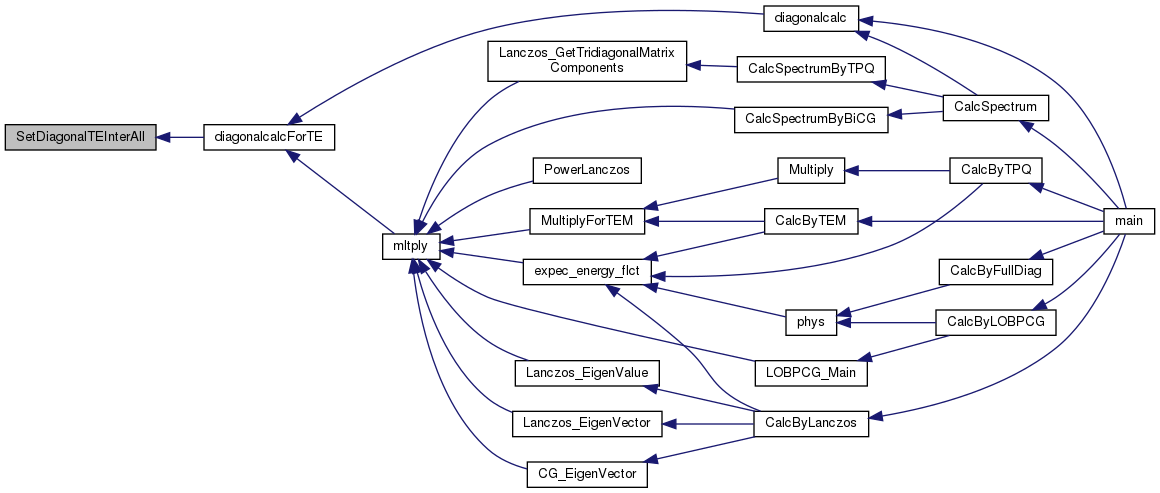 diagonalcalc
Lanczos_GetTridiagonalMatrix
Components
CalcSpectrumByTPQ
CalcSpectrum
CalcSpectrumByBiCG
SetDiagonalTEInterAll
diagonalcalcForTE
PowerLanczos
Multiply
CalcByTPQ
MultiplyForTEM
CalcByTEM
main
mltply
expec_energy_flct
CalcByFullDiag
phys
CalcByLOBPCG
Lanczos_EigenValue
LOBPCG_Main
Lanczos_EigenVector
CalcByLanczos
CG_EigenVector